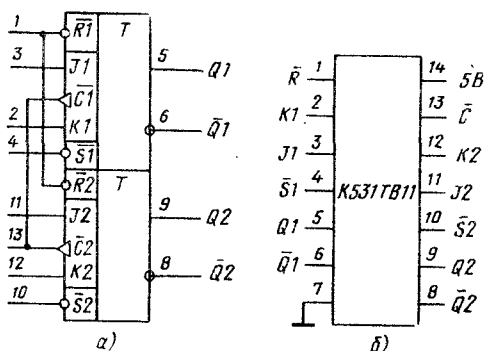 1 R̄1 T
3 J1 5 Q1
C̄1
2 K1 6 Q̄1
4 S̄1
R̄2 T
11 J2 9 Q2
13 C̄2
12 K2 8 Q̄2
10 S̄2
а)
R̄ 1 14 5В
K1 2 13 C̄
J1 3 12 K2
S̄1 4 К531ТВ11 11 J2
Q1 5 10 S̄2
Q̄1 6 9 Q2
7 8 Q̄2
б)